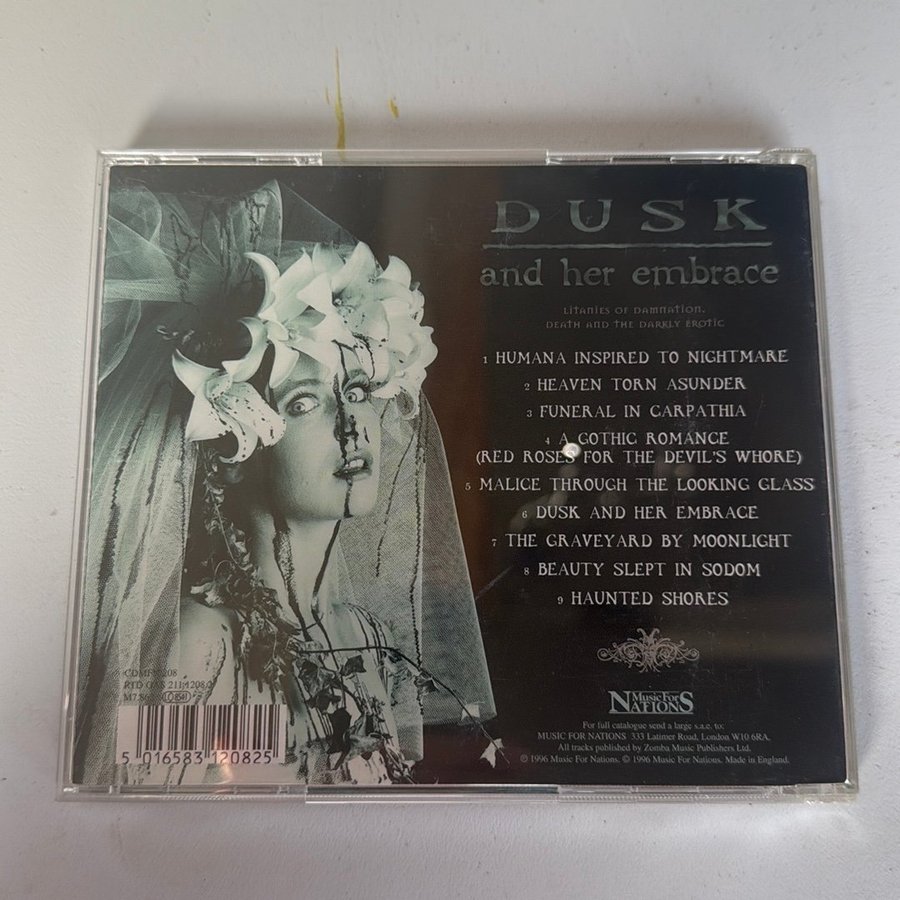 DUSK
and her embrace
LITANIES OF DAMNATION,
DEATH AND THE DARKLY EROTIC
1 HUMANA INSPIRED TO NIGHTMARE
2 HEAVEN TORN ASUNDER
3 FUNERAL IN CARPATHIA
4 A GOTHIC ROMANCE
(RED ROSES FOR THE DEVIL'S WHORE)
5 MALICE THROUGH THE LOOKING GLASS
6 DUSK AND HER EMBRACE
7 THE GRAVEYARD BY MOONLIGHT
8 BEAUTY SLEPT IN SODOM
9 HAUNTED SHORES
Music For
NATIONS
For full catalogue send a large s.a.e. to:
MUSIC FOR NATIONS 333 Latimer Road, London W10 6RA.
All tracks published by Zomba Music Publishers Ltd.
℗ 1996 Music For Nations. © 1996 Music For Nations. Made in England.
208
RTD
5 016583 120825